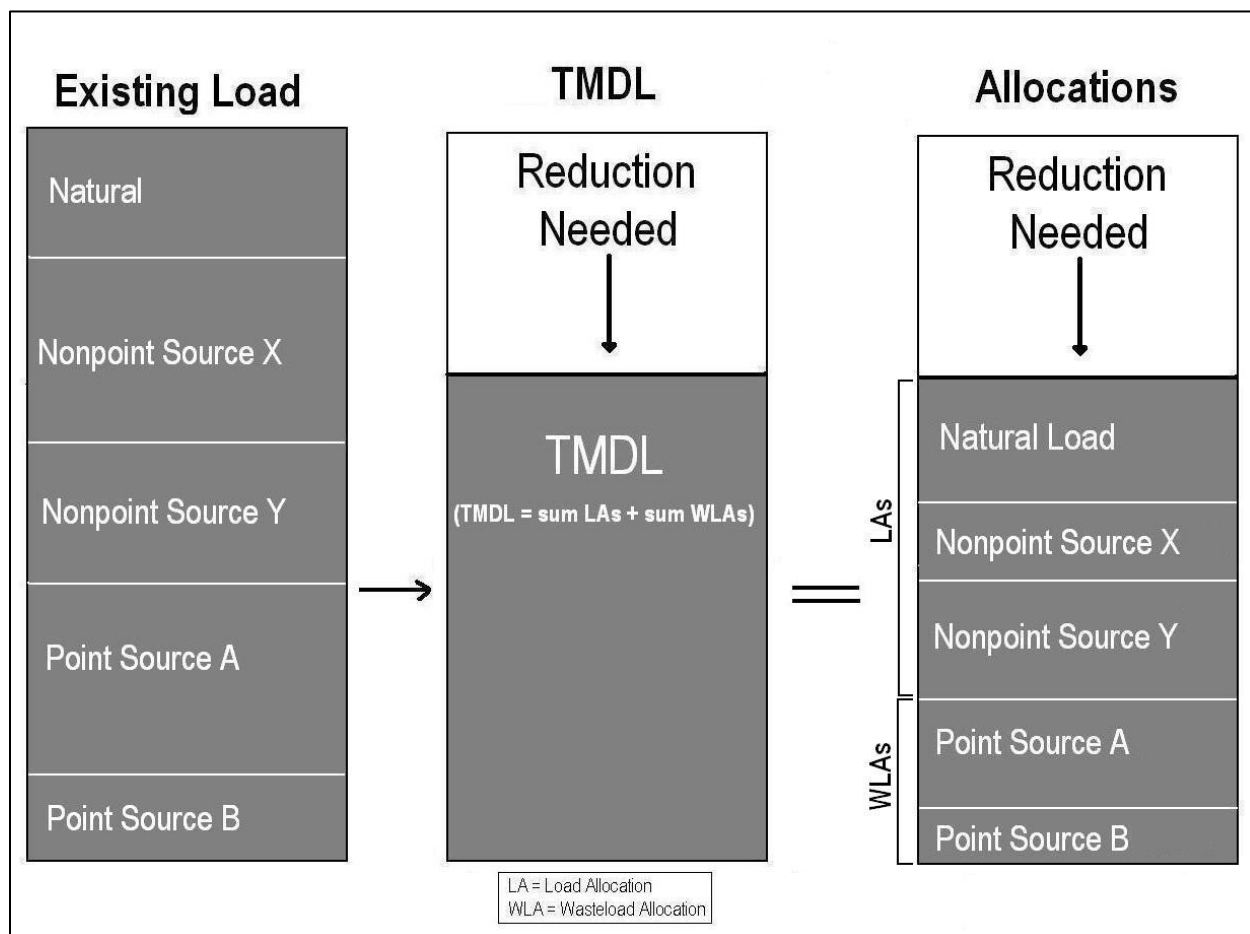 Existing Load
Natural
Nonpoint Source X
Nonpoint Source Y
Point Source A
Point Source B
TMDL
Reduction
Needed
TMDL
(TMDL = sum LAs + sum WLAs)
Allocations
Reduction
Needed
LAs
Natural Load
Nonpoint Source X
Nonpoint Source Y
WLAs
Point Source A
Point Source B
LA = Load Allocation
WLA = Wasteload Allocation